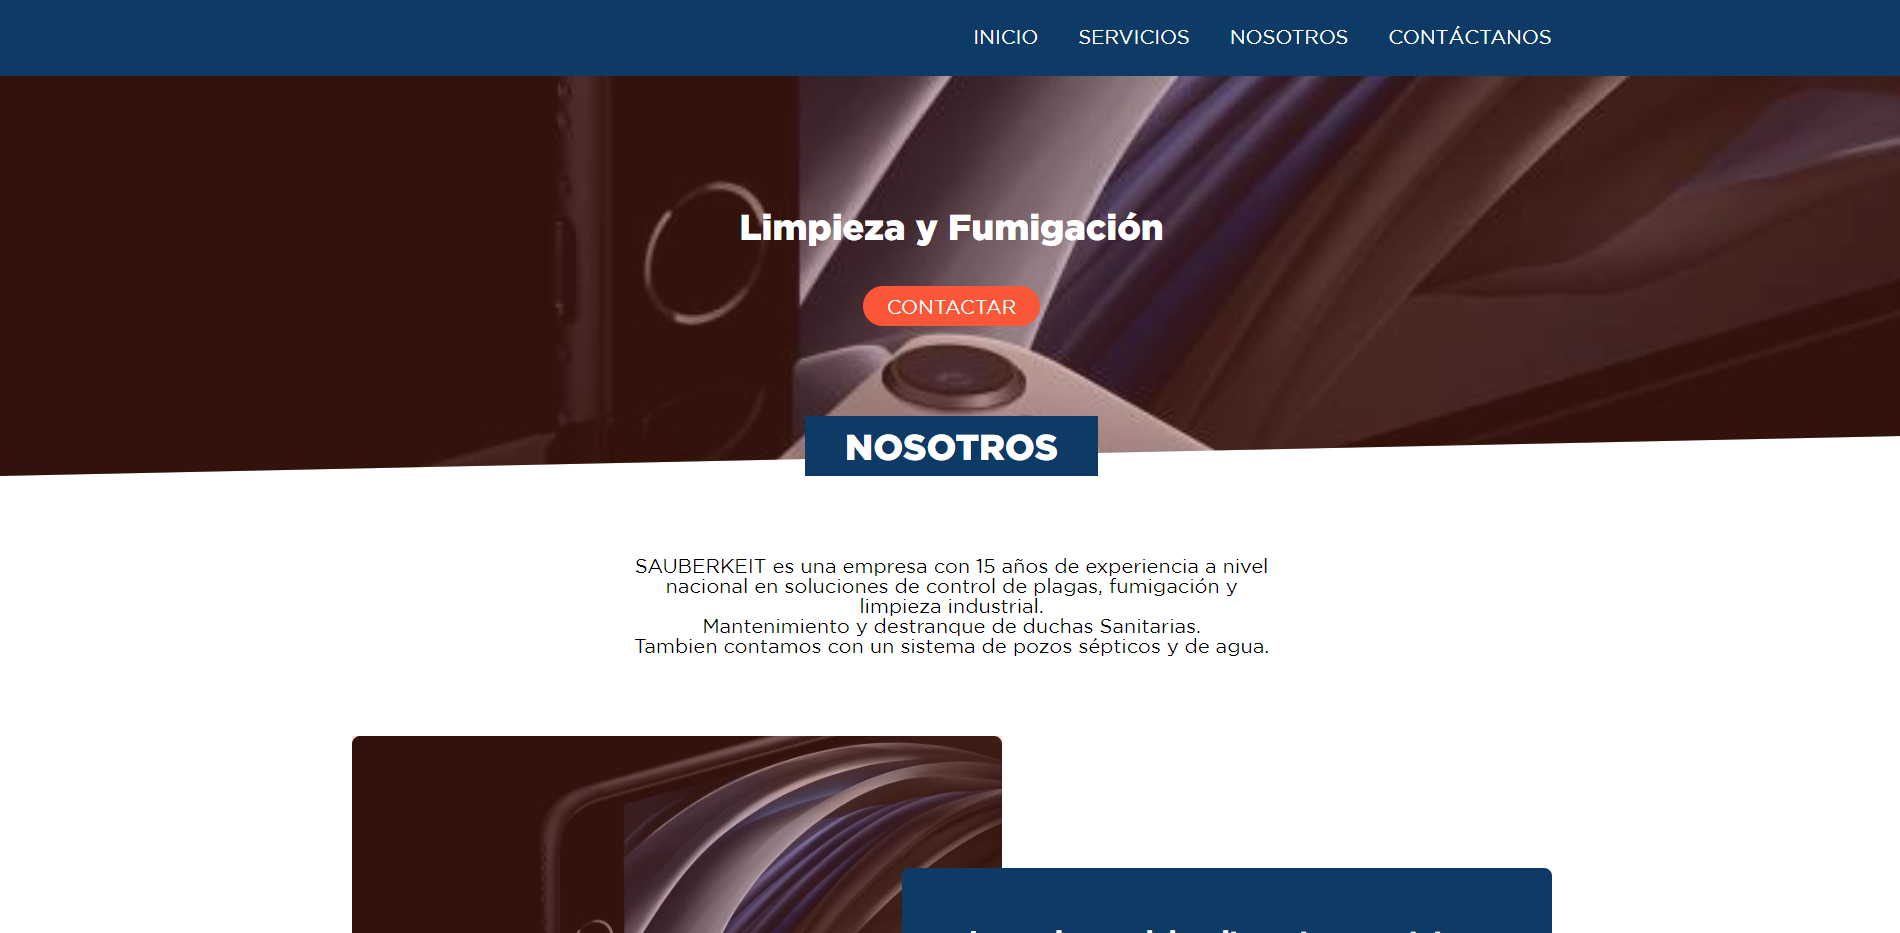 INICIO SERVICIOS NOSOTROS CONTÁCTANOS
Limpieza y Fumigación
CONTACTAR
NOSOTROS
SAUBERKEIT es una empresa con 15 años de experiencia a nivel
nacional en soluciones de control de plagas, fumigación y
limpieza industrial.
Mantenimiento y destranque de duchas Sanitarias.
Tambien contamos con un sistema de pozos sépticos y de agua.